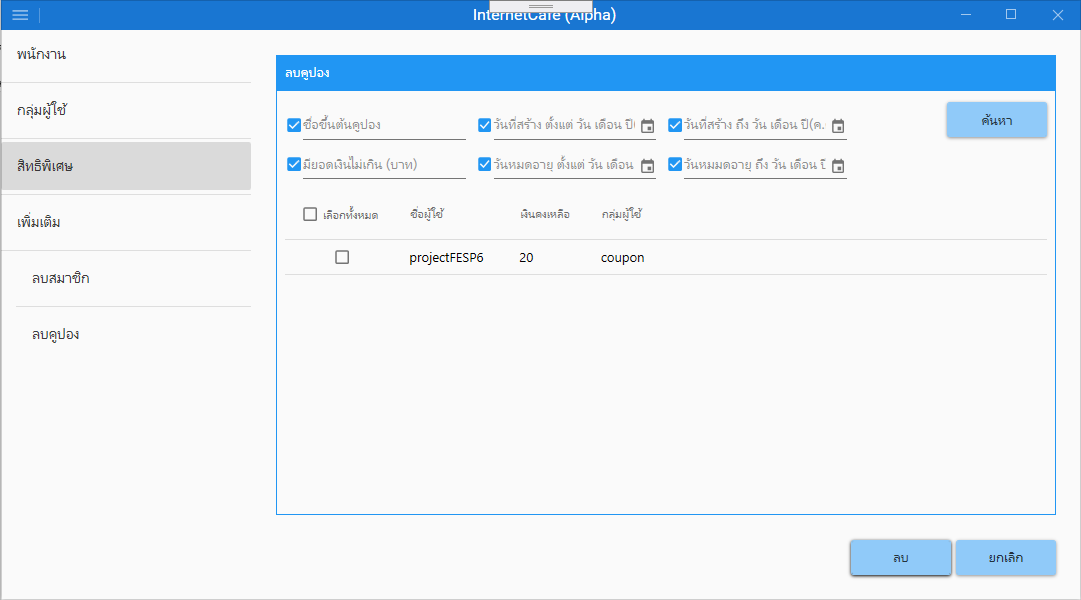 InternetCafe (Alpha)
พนักงาน
กลุ่มผู้ใช้
สิทธิพิเศษ
เพิ่มเติม
ลบสมาชิก
ลบคูปอง
ลบคูปอง
ชื่อขึ้นต้นคูปอง วันที่สร้าง ตั้งแต่ วัน เดือน ปี( วันที่สร้าง ถึง วัน เดือน ปี(ค. ค้นหา
มียอดเงินไม่เกิน (บาท) วันหมดอายุ ตั้งแต่ วัน เดือน วันหมมดอายุ ถึง วัน เดือน ปี
เลือกทั้งหมด ชื่อผู้ใช้ เงินคงเหลือ กลุ่มผู้ใช้
projectFESP6 20 coupon
ลบ ยกเลิก